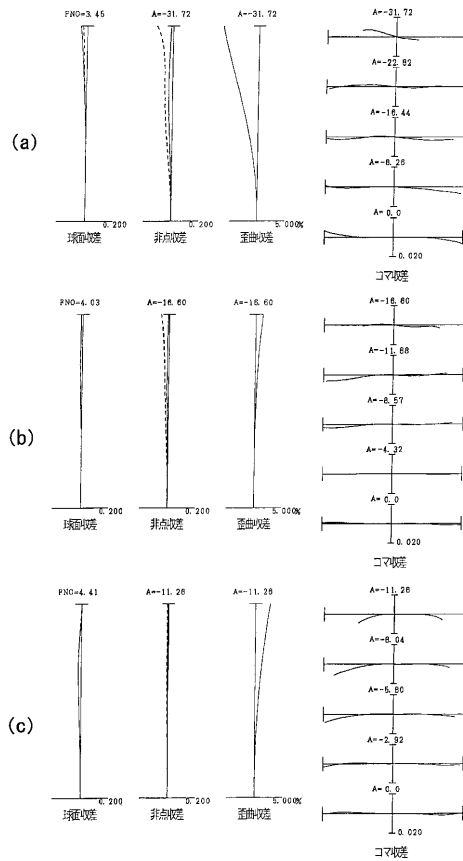 (a)
FNO=3.45
A=-31.72
A=-31.72
0.200
球面収差
0.200
非点収差
5.000%
歪曲収差
A=-31.72
A=-22.82
A=-16.44
A=-8.26
A=0.0
0.020
コマ収差
(b)
FNO=4.03
A=-16.60
A=-16.60
0.200
球面収差
0.200
非点収差
5.000%
歪曲収差
A=-16.60
A=-11.88
A=-8.57
A=-4.32
A=0.0
0.020
コマ収差
(c)
FNO=4.41
A=-11.26
A=-11.26
0.200
球面収差
0.200
非点収差
5.000%
歪曲収差
A=-11.26
A=-8.04
A=-5.80
A=-2.92
A=0.0
0.020
コマ収差